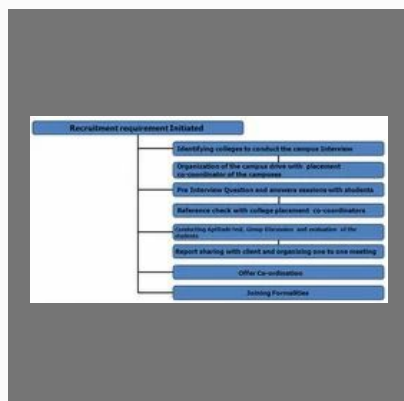 Recruitment requirement Initiated
Identifying colleges to conduct the campus Interview
Organization of the campus drive with placement
co-coordinator of the campuses
Pre Interview Question and answers sessions with students
Reference check with college placement co-coordinators
Conducting Aptitude test, Group Discussion and evaluation of the
students
Report sharing with client and organizing one to one meeting
Offer Co-ordination
Joining Formalities